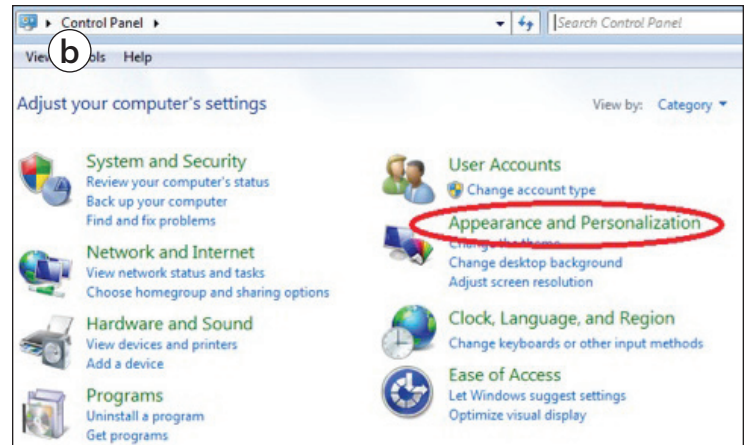 Control Panel
Search Control Panel
b
Help
Adjust your computer's settings
View by: Category
System and Security
Review your computer's status
Back up your computer
Find and fix problems
Network and Internet
View network status and tasks
Choose homegroup and sharing options
Hardware and Sound
View devices and printers
Add a device
Programs
Uninstall a program
Get programs
User Accounts
Change account type
Appearance and Personalization
Change the theme
Change desktop background
Adjust screen resolution
Clock, Language, and Region
Change keyboards or other input methods
Ease of Access
Let Windows suggest settings
Optimize visual display